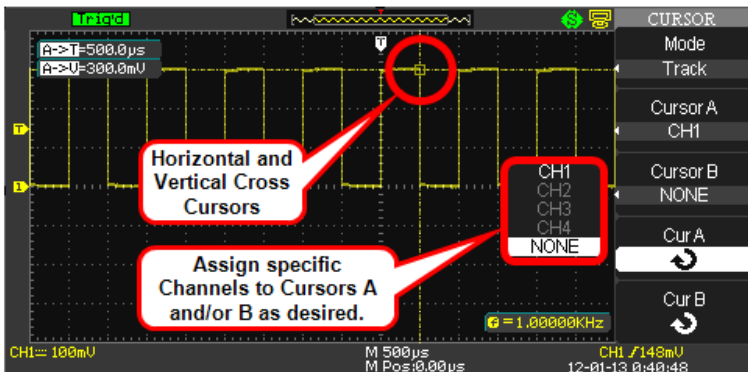 Trig'd
CURSOR
A->T=500.0µs
A->V=300.0mV
T
Mode
Track
Cursor A
CH1
Cursor B
NONE
Cur A
Cur B
T
1
Horizontal and
Vertical Cross
Cursors
CH1
CH2
CH3
CH4
NONE
Assign specific
Channels to Cursors A
and/or B as desired.
=1.00000KHz
CH1 100mV
M 500µs
CH1 148mV
M Pos:0.00µs
12-01-13 0:40:48